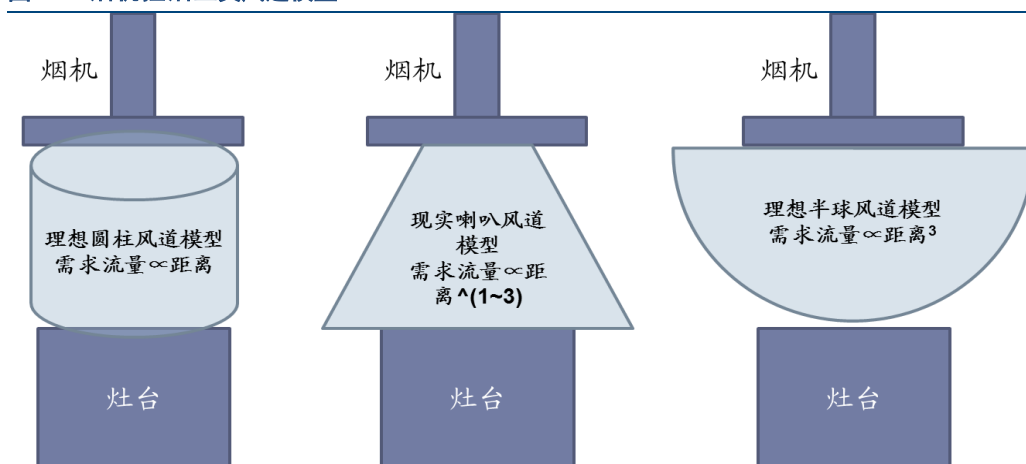 烟机
烟机
烟机
理想圆柱风道模型
需求流量∝距离
现实喇叭风道
模型
需求流量∝距
离^(1~3)
理想半球风道模型
需求流量∝距离³
灶台
灶台
灶台